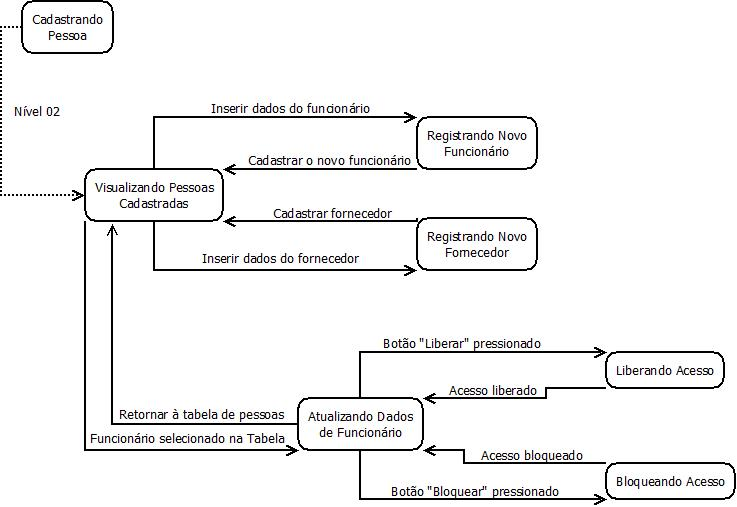 Cadastrando
Pessoa
Nível 02
Inserir dados do funcionário
Registrando Novo
Funcionário
Cadastrar o novo funcionário
Visualizando Pessoas
Cadastradas
Cadastrar fornecedor
Registrando Novo
Fornecedor
Inserir dados do fornecedor
Botão "Liberar" pressionado
Liberando Acesso
Acesso liberado
Retornar à tabela de pessoas
Atualizando Dados
de Funcionário
Funcionário selecionado na Tabela
Acesso bloqueado
Bloqueando Acesso
Botão "Bloquear" pressionado